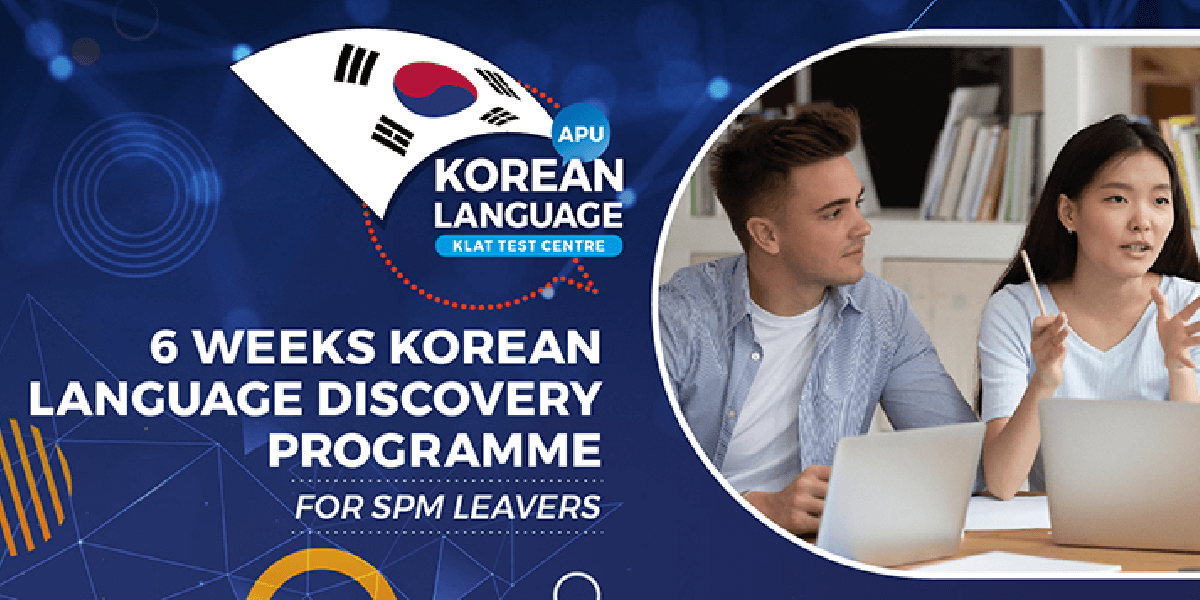 APU
KOREAN
LANGUAGE
KLAT TEST CENTRE
6 WEEKS KOREAN
LANGUAGE DISCOVERY
PROGRAMME
FOR SPM LEAVERS